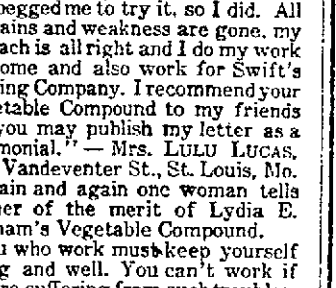 begged me to try it, so I did. All
ains and weakness are gone, my
ach is all right and I do my work
ome and also work for Swift's
ing Company. I recommend your
etable Compound to my friends
you may publish my letter as a
monial." — Mrs. LULU LUCAS,
Vandeventer St., St. Louis, Mo.
ain and again one woman tells
er of the merit of Lydia E.
ham's Vegetable Compound.
u who work must keep yourself
g and well. You can't work if
suffering from